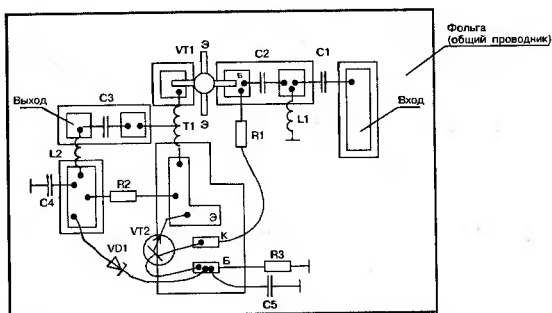 Фольга
(общий проводник)
VT1
Э
Б
Э
C2
C1
Вход
Выход
C3
T1
R1
L1
L2
C4
R2
Э
VT2
К
Б
VD1
R3
C5